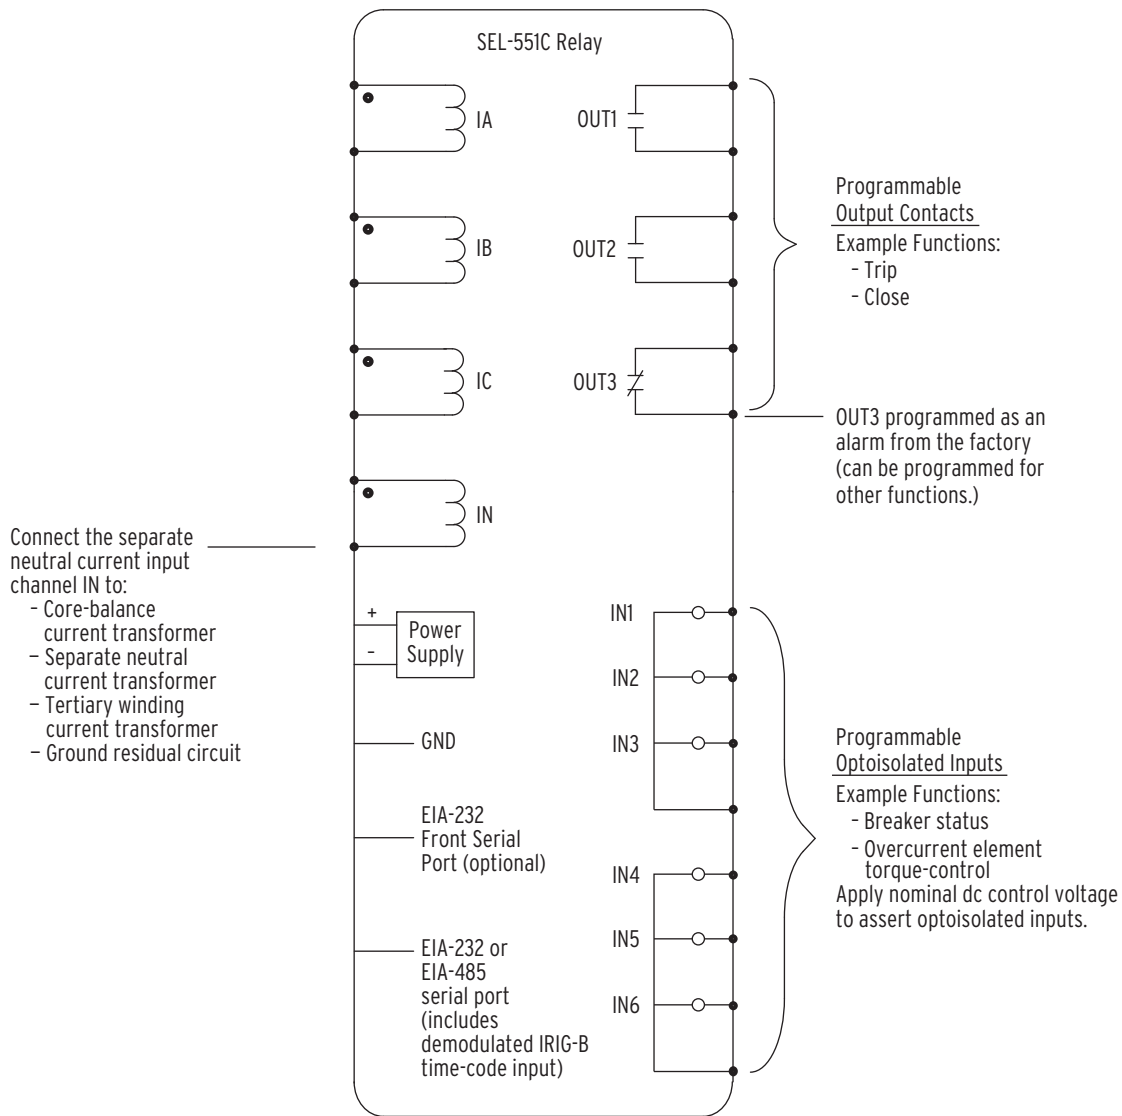 SEL-551C Relay
IA
OUT1
IB
OUT2
IC
OUT3
IN
Programmable
Output Contacts
Example Functions:
- Trip
- Close
OUT3 programmed as an
alarm from the factory
(can be programmed for
other functions.)
Connect the separate
neutral current input
channel IN to:
– Core-balance
current transformer
– Separate neutral
current transformer
– Tertiary winding
current transformer
– Ground residual circuit
+
-
Power
Supply
GND
EIA-232
Front Serial
Port (optional)
EIA-232 or
EIA-485
serial port
(includes
demodulated IRIG-B
time-code input)
IN1
IN2
IN3
IN4
IN5
IN6
Programmable
Optoisolated Inputs
Example Functions:
- Breaker status
- Overcurrent element
torque-control
Apply nominal dc control voltage
to assert optoisolated inputs.